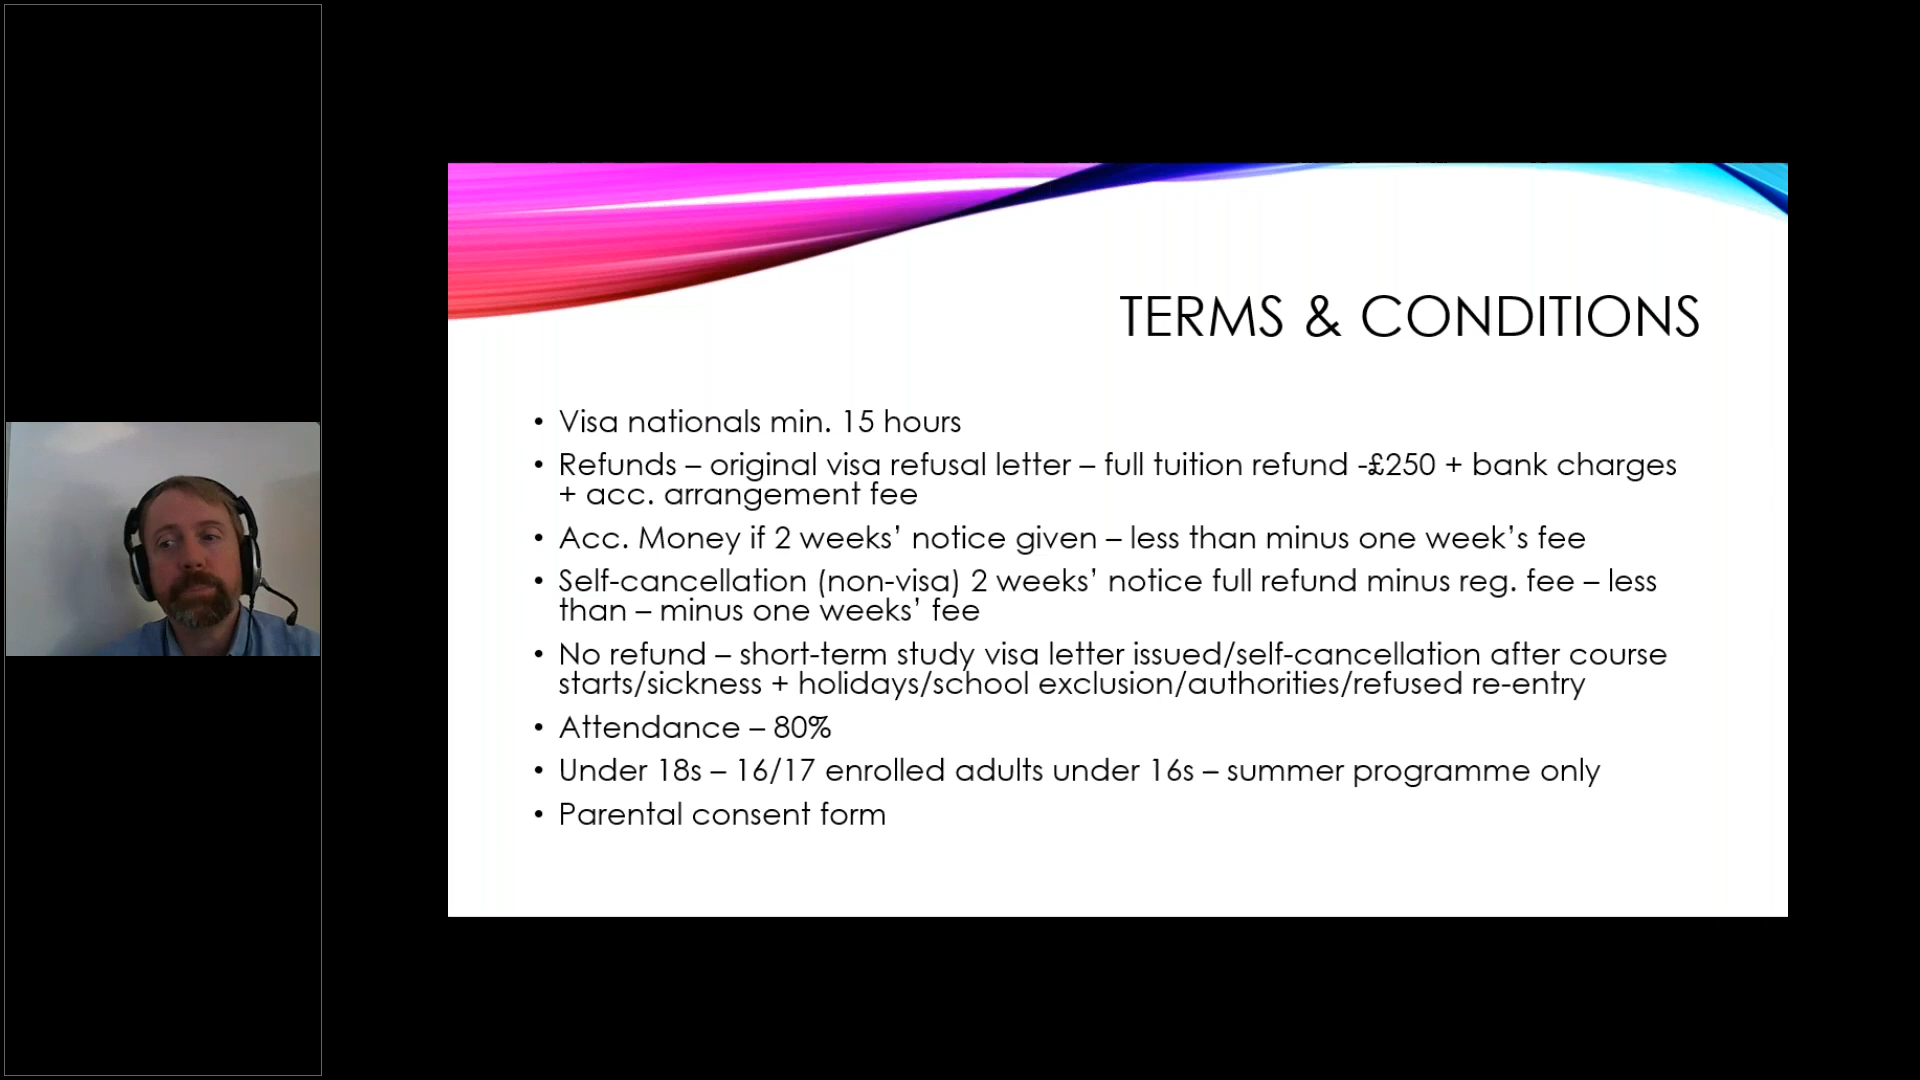 TERMS & CONDITIONS
• Visa nationals min. 15 hours
• Refunds – original visa refusal letter – full tuition refund -£250 + bank charges
+ acc. arrangement fee
• Acc. Money if 2 weeks’ notice given – less than minus one week’s fee
• Self-cancellation (non-visa) 2 weeks’ notice full refund minus reg. fee – less
than – minus one weeks’ fee
• No refund – short-term study visa letter issued/self-cancellation after course
starts/sickness + holidays/school exclusion/authorities/refused re-entry
• Attendance – 80%
• Under 18s – 16/17 enrolled adults under 16s – summer programme only
• Parental consent form